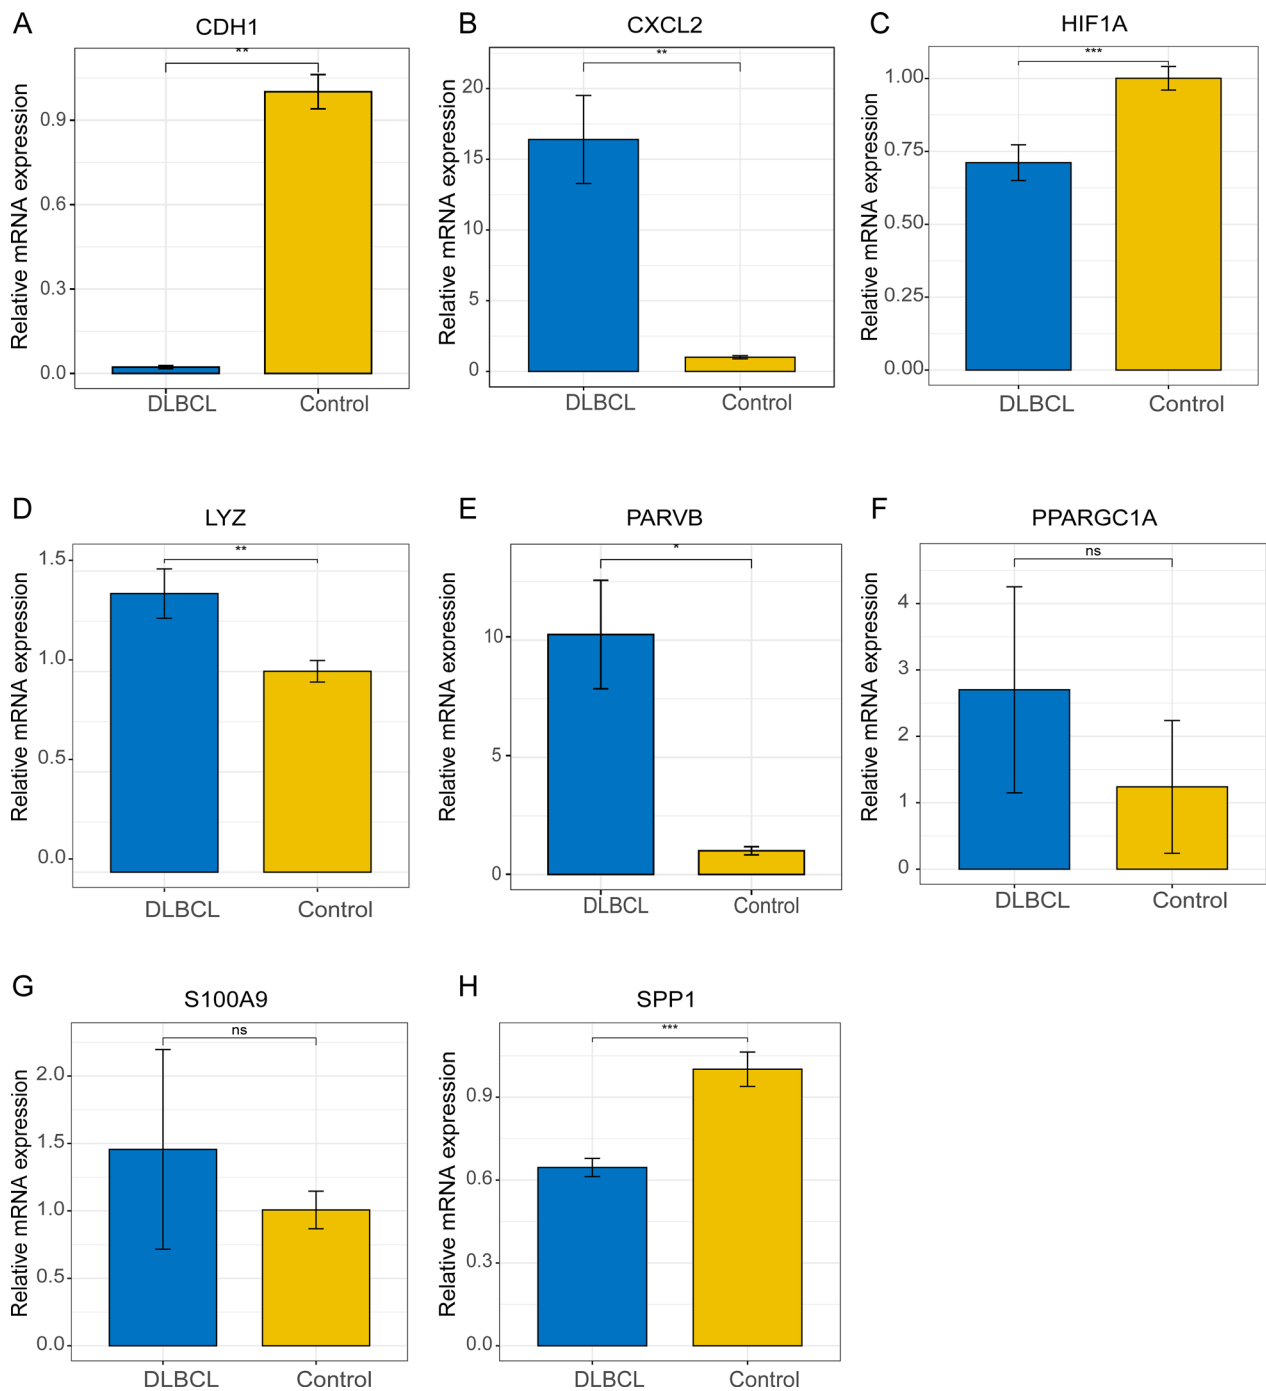 A
CDH1
Relative mRNA expression
**
0.9
0.6
0.3
0.0
DLBCL
Control
B
CXCL2
Relative mRNA expression
**
20
15
10
5
0
DLBCL
Control
C
HIF1A
Relative mRNA expression
***
1.00
0.75
0.50
0.25
0.00
DLBCL
Control
D
LYZ
Relative mRNA expression
**
1.5
1.0
0.5
0.0
DLBCL
Control
E
PARVB
Relative mRNA expression
*
10
5
0
DLBCL
Control
F
PPARGC1A
Relative mRNA expression
ns
4
3
2
1
0
DLBCL
Control
G
S100A9
Relative mRNA expression
ns
2.0
1.5
1.0
0.5
0.0
DLBCL
Control
H
SPP1
Relative mRNA expression
***
0.9
0.6
0.3
0.0
DLBCL
Control